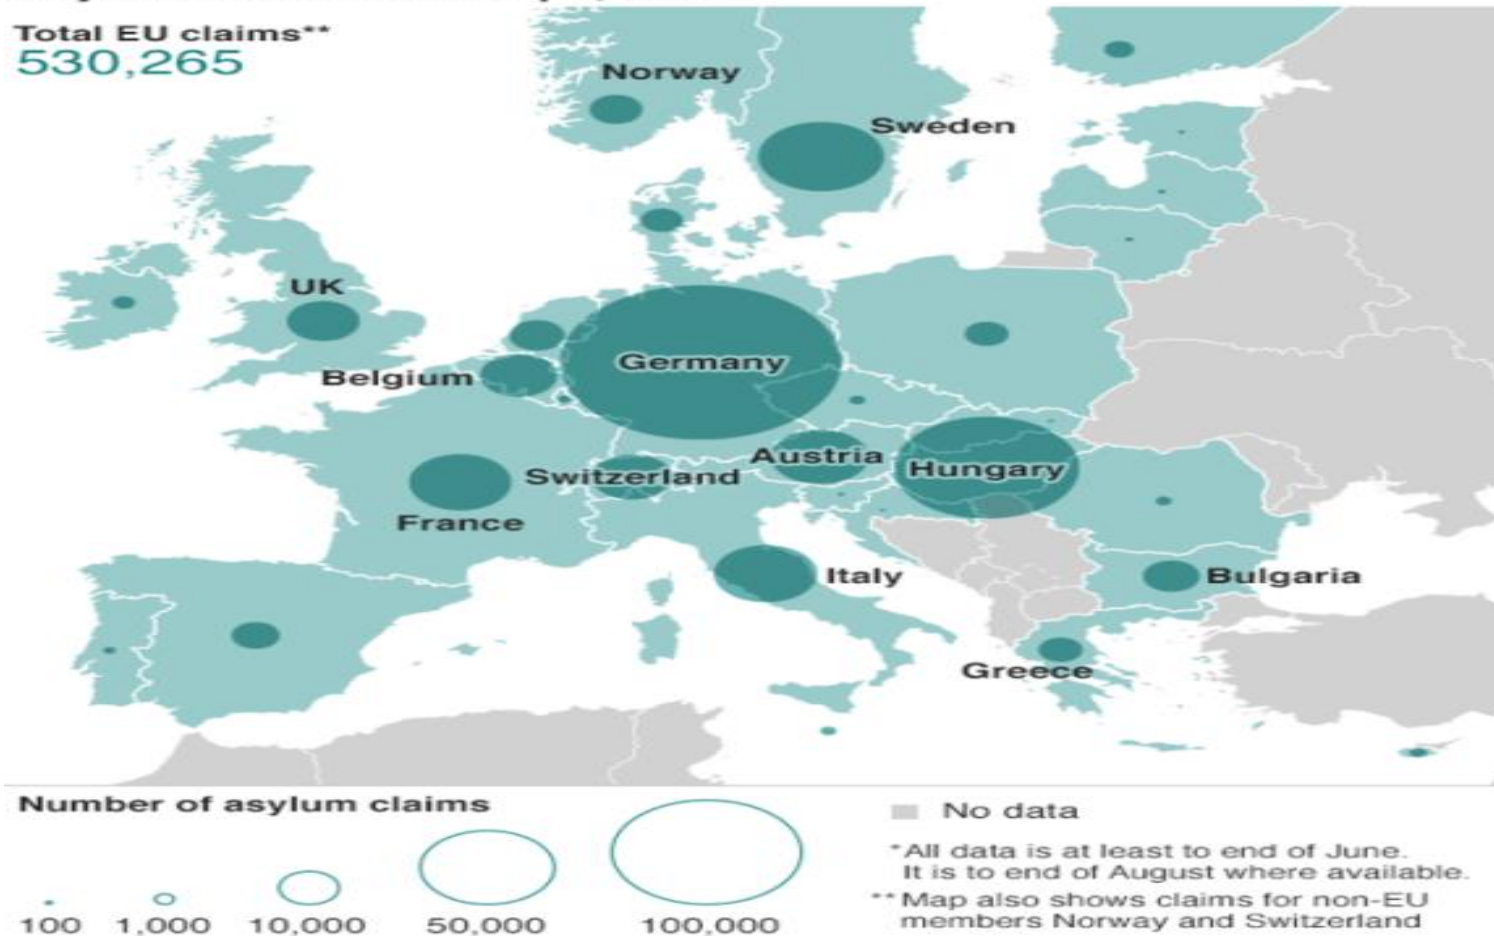 Total EU claims**
530,265
Norway
Sweden
UK
Belgium
Germany
Austria
Hungary
Switzerland
France
Italy
Bulgaria
Greece
Number of asylum claims
100
1,000
10,000
50,000
100,000
No data
*All data is at least to end of June.
It is to end of August where available.
**Map also shows claims for non-EU
members Norway and Switzerland